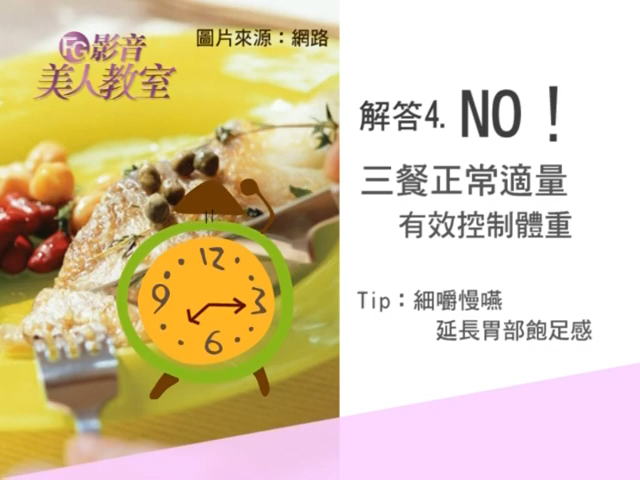 FG影音
美人教室
圖片來源：網路
解答4. NO！
三餐正常適量
有效控制體重
Tip：細嚼慢嚥
延長胃部飽足感
12
9
3
6